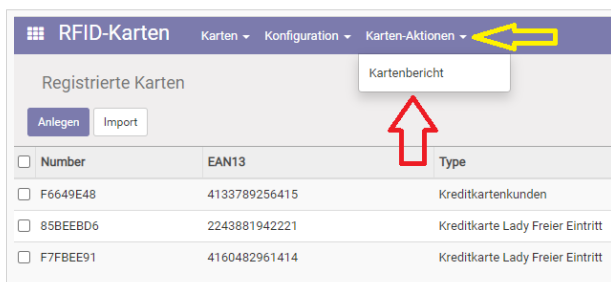 RFID-Karten Karten Konfiguration Karten-Aktionen
Kartenbericht
Registrierte Karten
Anlegen Import
Number EAN13 Type
F6649E48 4133789256415 Kreditkartenkunden
85BEEBD6 2243881942221 Kreditkarte Lady Freier Eintritt
F7FBEE91 4160482961414 Kreditkarte Lady Freier Eintritt